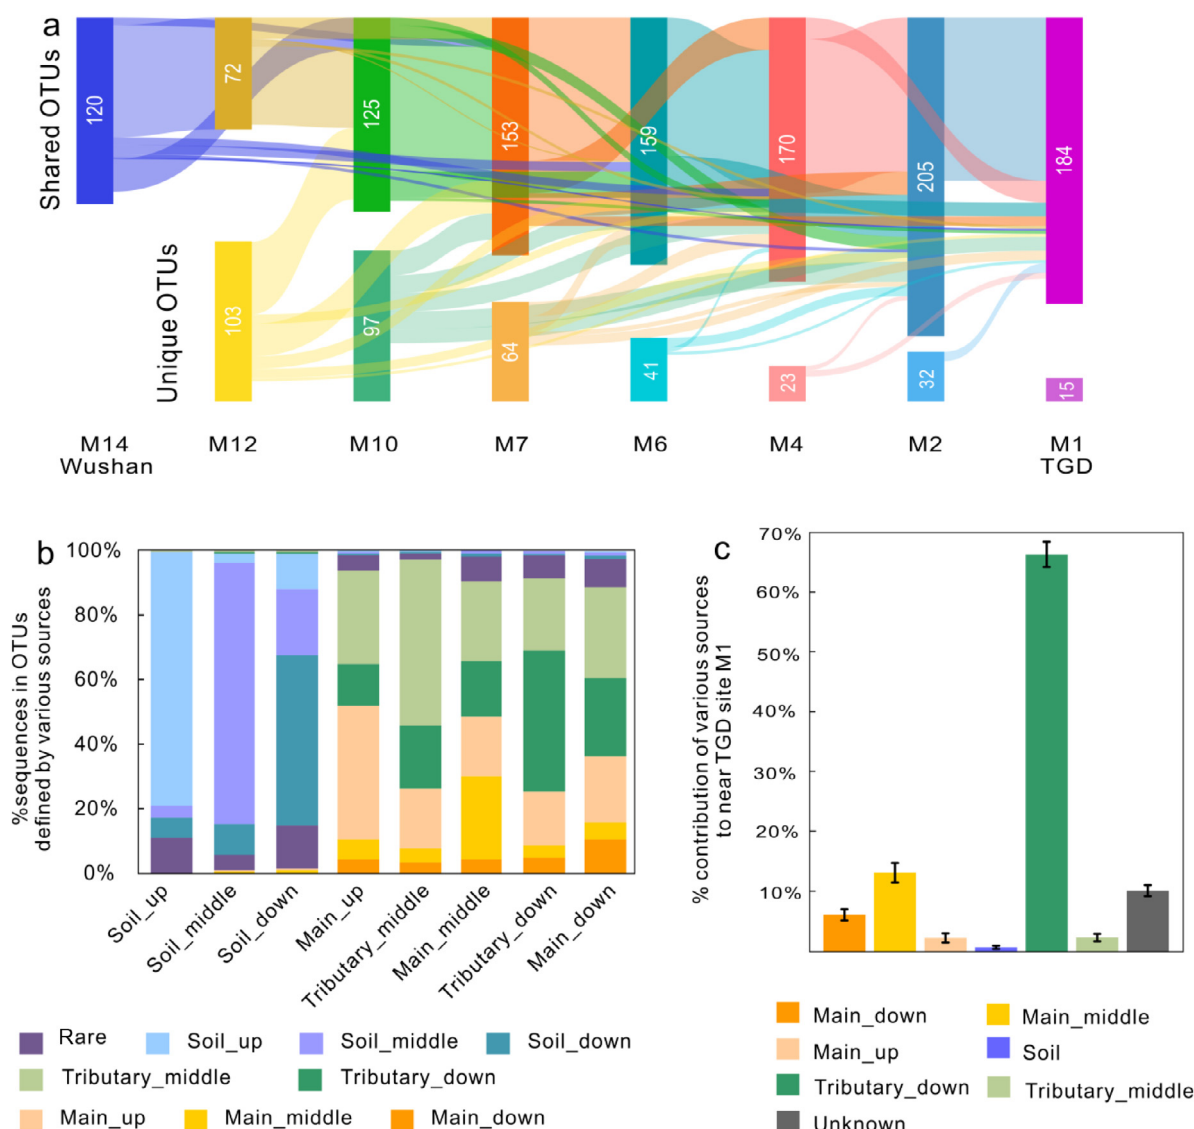 a
Shared OTUs
Unique OTUs
120
72
125
153
159
170
205
184
103
97
64
41
23
32
15
M14 M12 M10 M7 M6 M4 M2 M1
Wushan TGD
b
%sequences in OTUs
defined by various sources
100%
80%
60%
40%
20%
0%
Soil_up
Soil_middle
Soil_down
Main_up
Tributary_middle
Main_middle
Tributary_down
Main_down
Rare Soil_up Soil_middle Soil_down
Tributary_middle Tributary_down
Main_up Main_middle Main_down
c
% contribution of various sources
to near TGD site M1
70%
60%
50%
40%
30%
20%
10%
Main_down Main_middle
Main_up Soil
Tributary_down Tributary_middle
Unknown